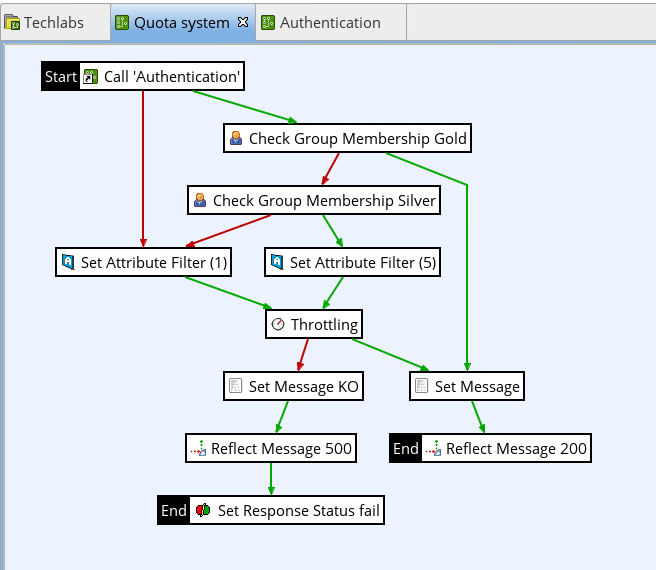 Techlabs
Quota system
Authentication
Start
Call 'Authentication'
Check Group Membership Gold
Check Group Membership Silver
Set Attribute Filter (1)
Set Attribute Filter (5)
Throttling
Set Message KO
Set Message
Reflect Message 500
End
Reflect Message 200
End
Set Response Status fail